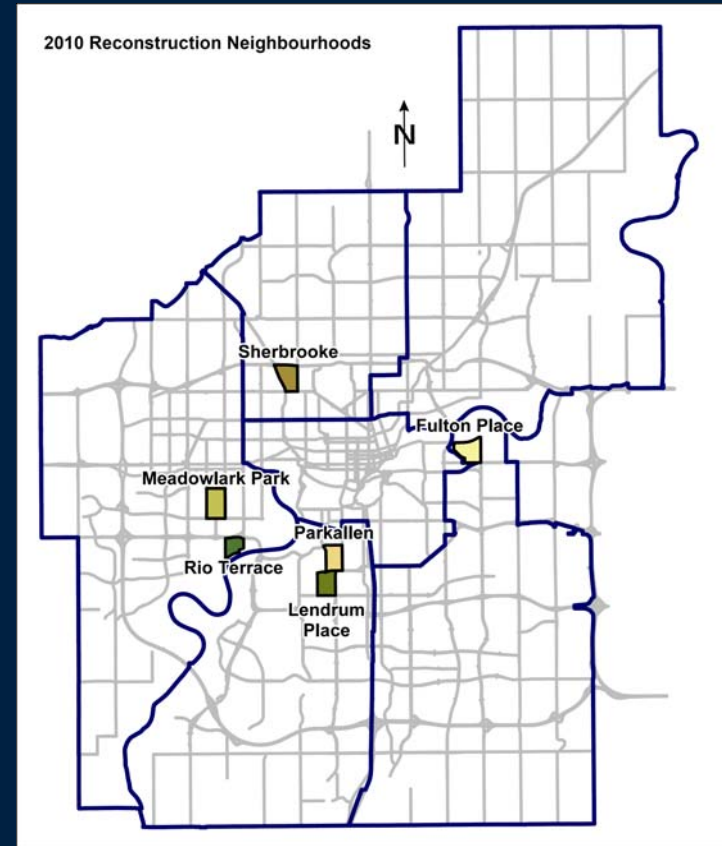 2010 Reconstruction Neighbourhoods
N
Sherbrooke
Fulton Place
Meadowlark Park
Parkallen
Rio Terrace
Lendrum
Place